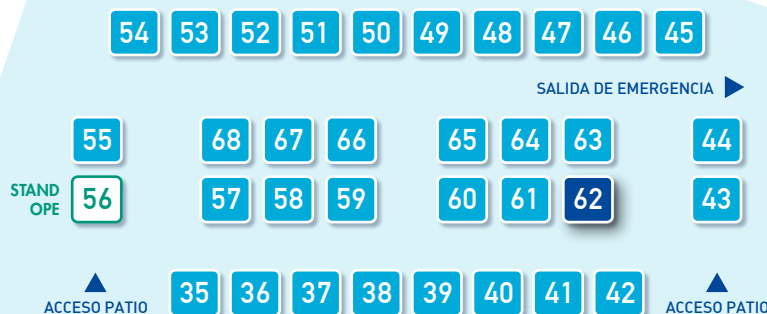 54 53 52 51 50 49 48 47 46 45
SALIDA DE EMERGENCIA
55 68 67 66 65 64 63 44
STAND
OPE
56 57 58 59 60 61 62 43
35 36 37 38 39 40 41 42
ACCESO PATIO
ACCESO PATIO